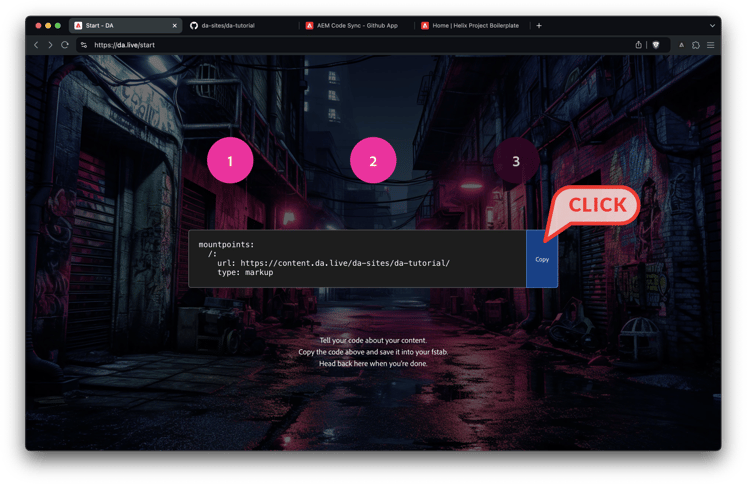 Start - DA
da-sites/da-tutorial
AEM Code Sync - Github App
Home | Helix Project Boilerplate
https://da.live/start
1
2
3
CLICK
mountpoints:
/:
url: https://content.da.live/da-sites/da-tutorial/
type: markup
Copy
Tell your code about your content.
Copy the code above and save it into your fstab.
Head back here when you're done.